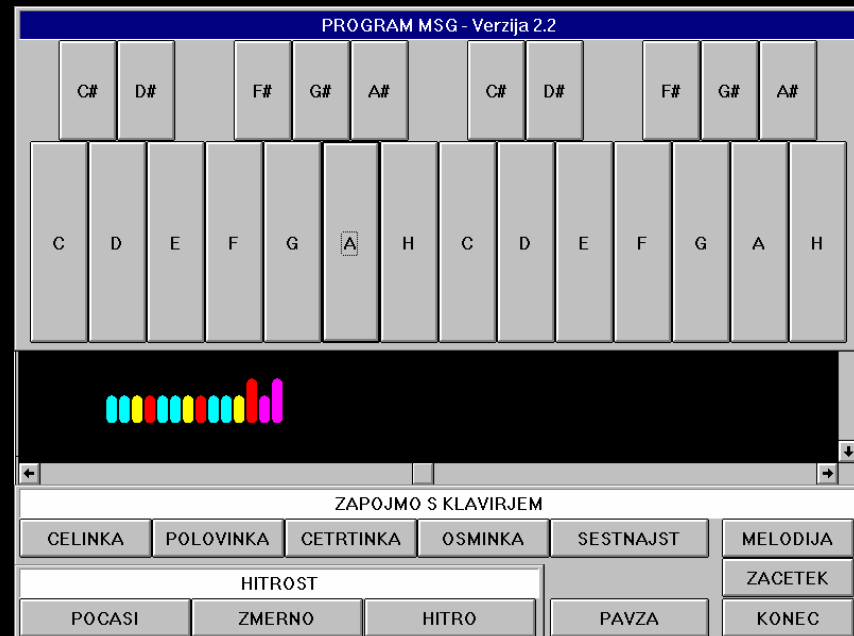 PROGRAM MSG - Verzija 2.2
C# D# F# G# A# C# D# F# G# A#
C D E F G A H C D E F G A H
ZAPOJMO S KLAVIRJEM
CELINKA POLOVINKA CETRTINKA OSMINKA SESTNAJST MELODIJA
HITROST ZACETEK
POCASI ZMERNO HITRO PAVZA KONEC